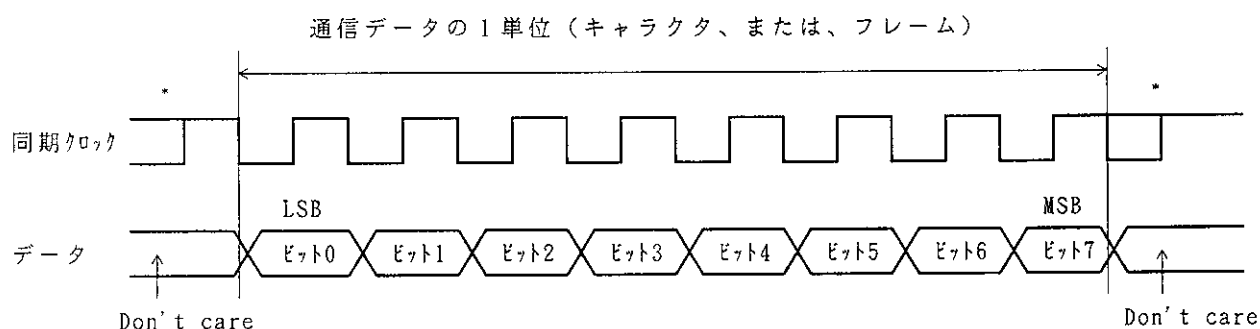 通信データの1単位(キャラクタ、または、フレーム)
* *
同期ｸﾛｯｸ
LSB MSB
データ ﾋﾞｯﾄ0 ﾋﾞｯﾄ1 ﾋﾞｯﾄ2 ﾋﾞｯﾄ3 ﾋﾞｯﾄ4 ﾋﾞｯﾄ5 ﾋﾞｯﾄ6 ﾋﾞｯﾄ7
Don't care Don't care